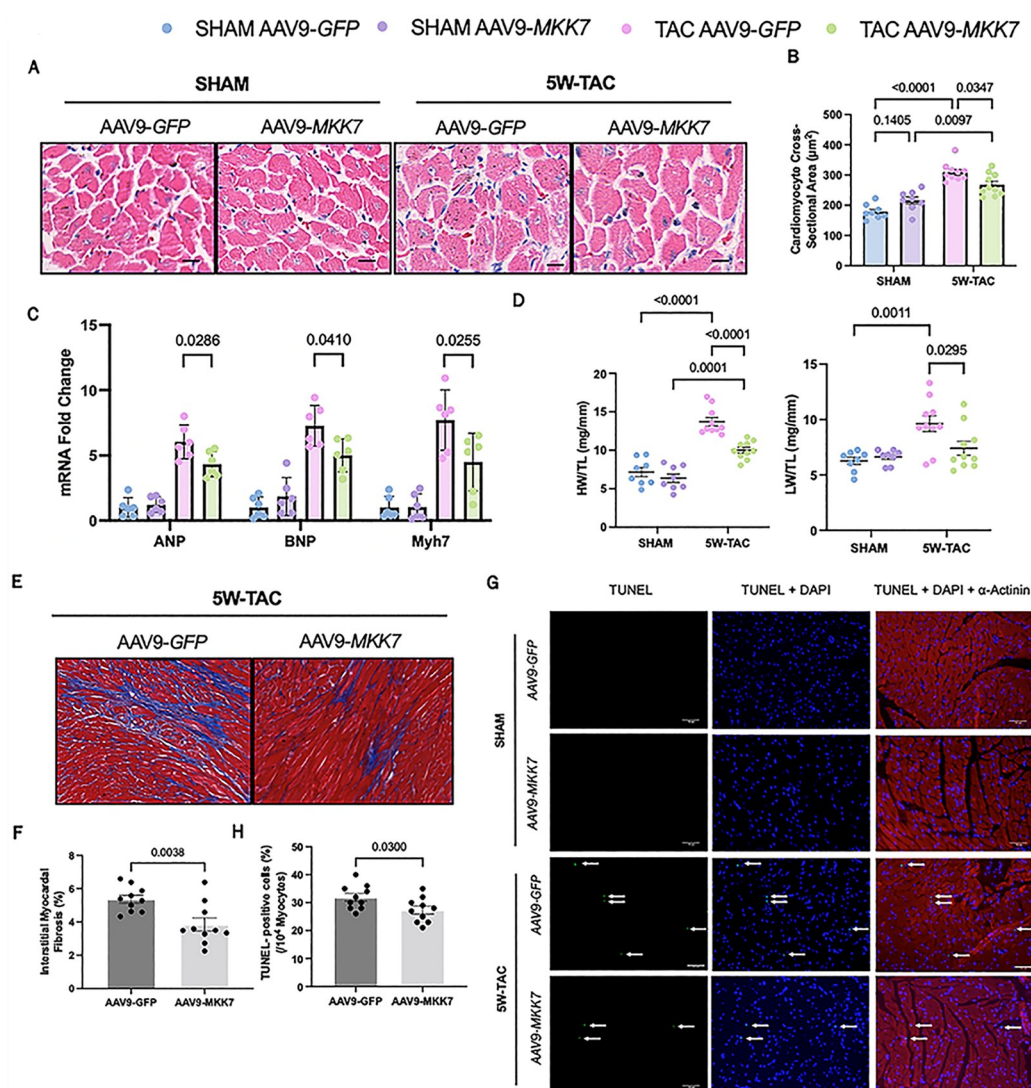 SHAM AAV9-GFP SHAM AAV9-MKK7 TAC AAV9-GFP TAC AAV9-MKK7
A
SHAM 5W-TAC
AAV9-GFP AAV9-MKK7 AAV9-GFP AAV9-MKK7
B
<0.0001 0.0347
0.1405 0.0097
Cardiomyocyte Cross-
Sectional Area (µm²)
400
300
200
100
0
SHAM 5W-TAC
C
mRNA Fold Change
15
10
5
0
0.0286 0.0410 0.0255
ANP BNP Myh7
D
<0.0001
<0.0001
0.0001
HW/TL (mg/mm)
20
15
10
5
0
SHAM 5W-TAC
0.0011
0.0295
LW/TL (mg/mm)
15
10
5
0
SHAM 5W-TAC
E
5W-TAC
AAV9-GFP AAV9-MKK7
F
0.0038
Interstitial Myocardal
Fibrosis (%)
8
6
4
2
0
AAV9-GFP AAV9-MKK7
H
0.0300
TUNEL-positive cells (%)
(/10⁴ Myocytes)
50
40
30
20
10
0
AAV9-GFP AAV9-MKK7
G
TUNEL TUNEL + DAPI TUNEL + DAPI + α-Actinin
SHAM
AAV9-GFP
AAV9-MKK7
5W-TAC
AAV9-GFP
AAV9-MKK7